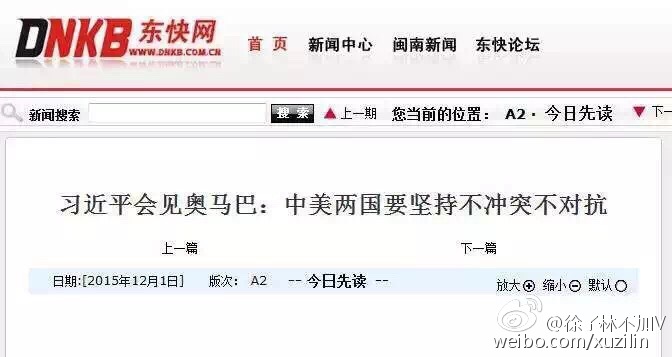 DNKB 东快网
WWW.DNKB.COM.CN
首 页 新闻中心 闽南新闻 东快论坛
新闻搜索 搜 索 ▲ 上一期 您当前的位置： A2 · 今日先读 ▼ 下一
习近平会见奥马巴：中美两国要坚持不冲突不对抗
上一篇 下一篇
日期:[2015年12月1日] 版次： A2 -- 今日先读 -- 放大⊕ 缩小⊖ 默认○
@徐子林不加V
weibo.com/xuzilin